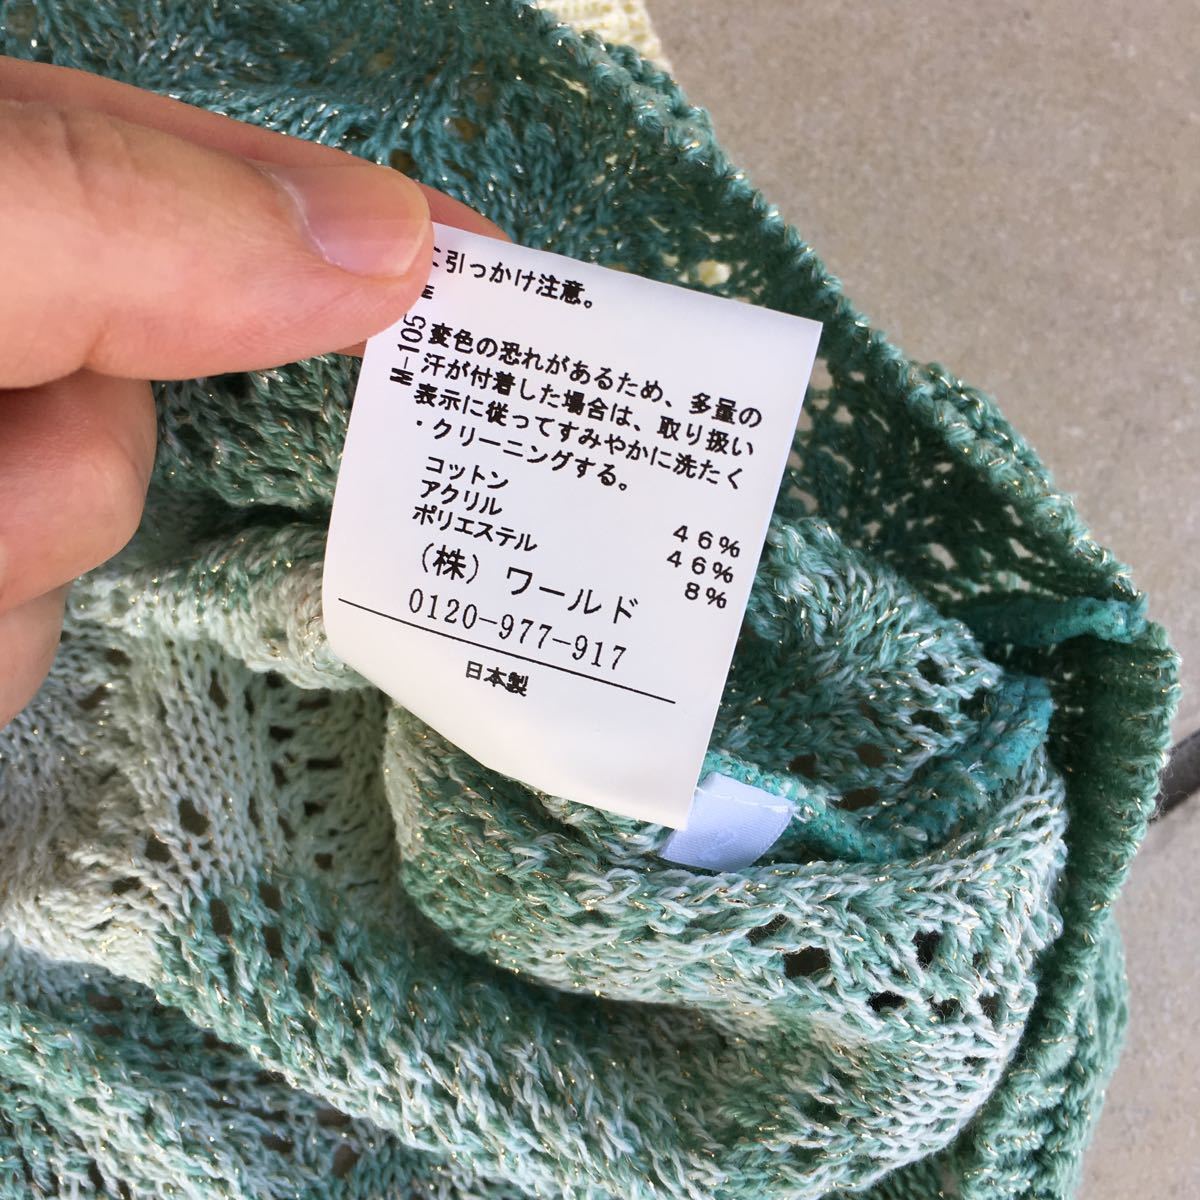 に引っかけ注意。
M-105 M
変色の恐れがあるため、多量の
汗が付着した場合は、取り扱い
表示に従ってすみやかに洗たく
・クリーニングする。
コットン 46%
アクリル 46%
ポリエステル 8%
(株) ワールド
0120-977-917
日本製